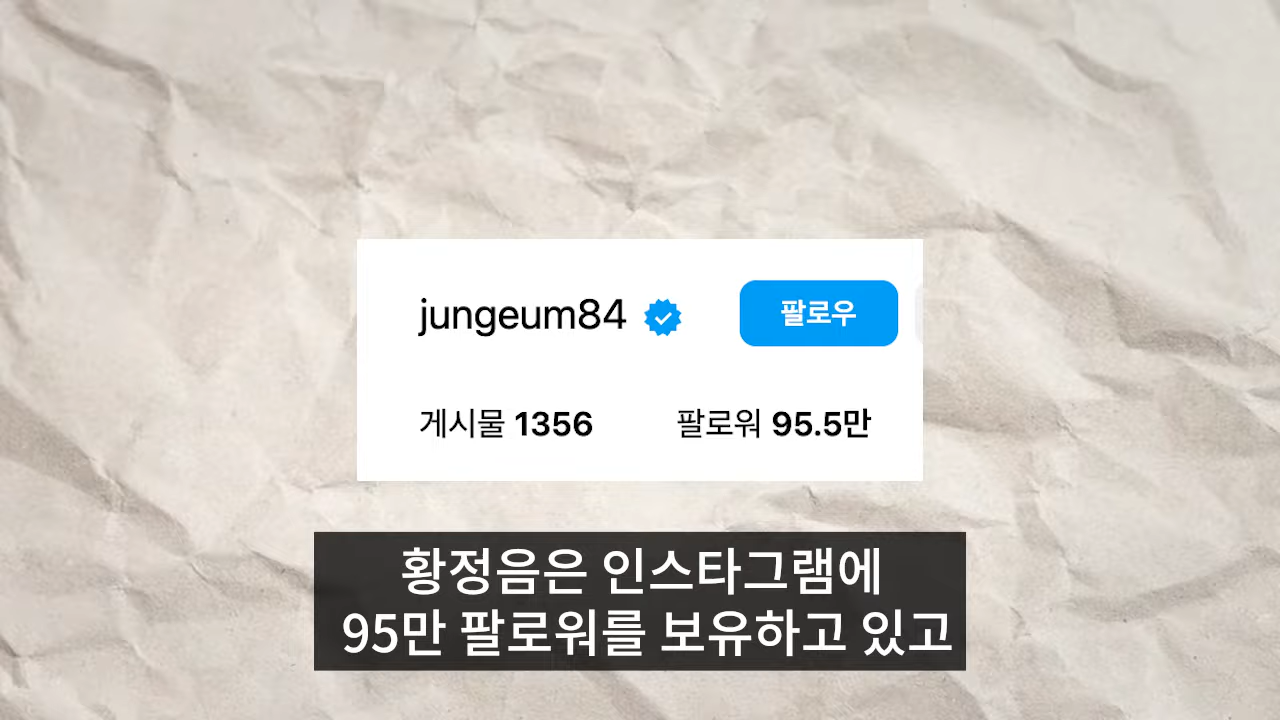 jungeum84 팔로우
게시물 1356 팔로워 95.5만
황정음은 인스타그램에
95만 팔로워를 보유하고 있고